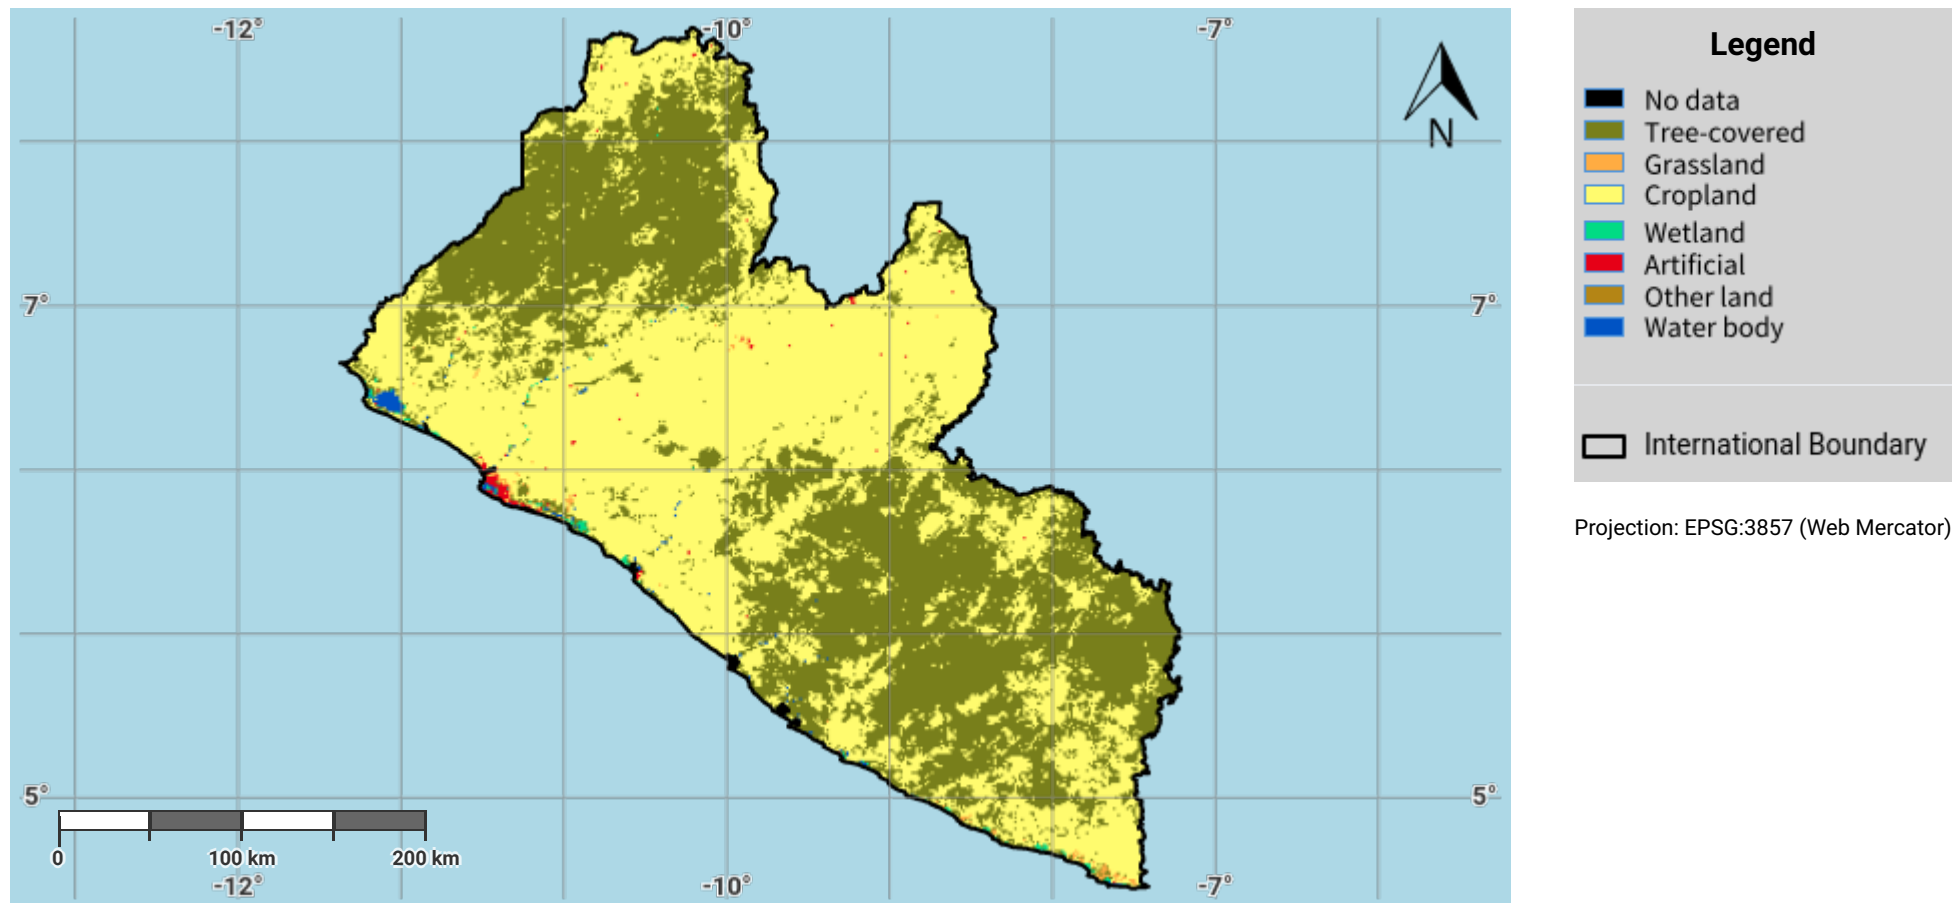 -12° -10° -7°
N
7° 7°
5° 5°
0 100 km 200 km
-12° -10° -7°
Legend
No data
Tree-covered
Grassland
Cropland
Wetland
Artificial
Other land
Water body
International Boundary
Projection: EPSG:3857 (Web Mercator)